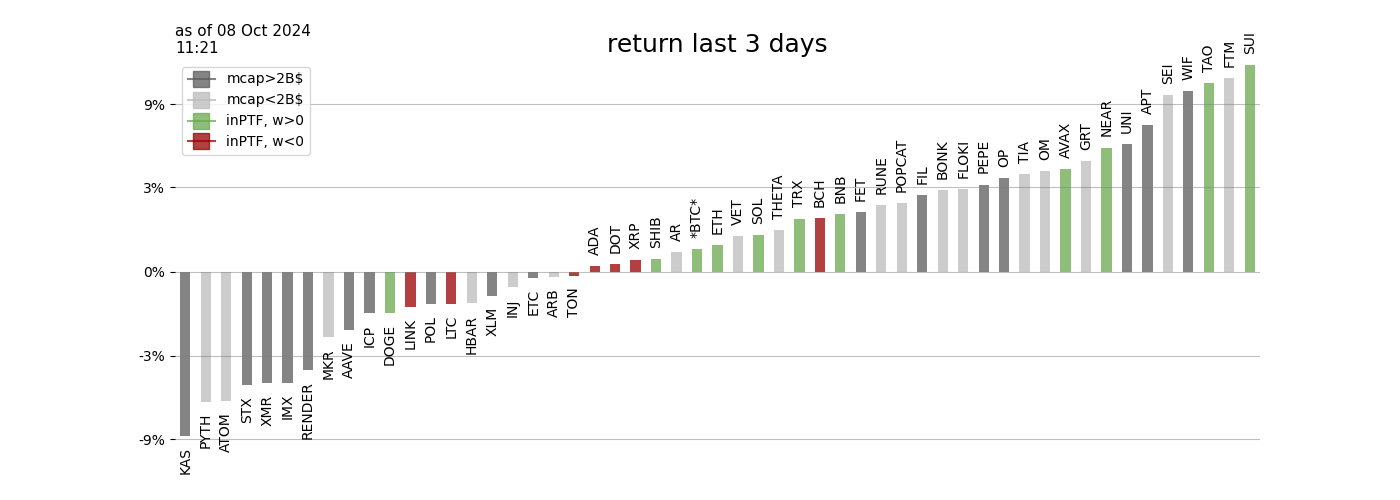 as of 08 Oct 2024
11:21
return last 3 days
mcap>2B$
mcap<2B$
inPTF, w>0
inPTF, w<0
9%
3%
0%
-3%
-9%
KAS
PYTH
ATOM
STX
XMR
IMX
RENDER
MKR
AAVE
ICP
DOGE
LINK
POL
LTC
HBAR
XLM
INJ
ETC
ARB
TON
ADA
DOT
XRP
SHIB
AR
*BTC*
ETH
VET
SOL
THETA
TRX
BCH
BNB
FET
RUNE
POPCAT
FIL
BONK
FLOKI
PEPE
OP
TIA
OM
AVAX
GRT
NEAR
UNI
APT
SEI
WIF
TAO
FTM
SUI